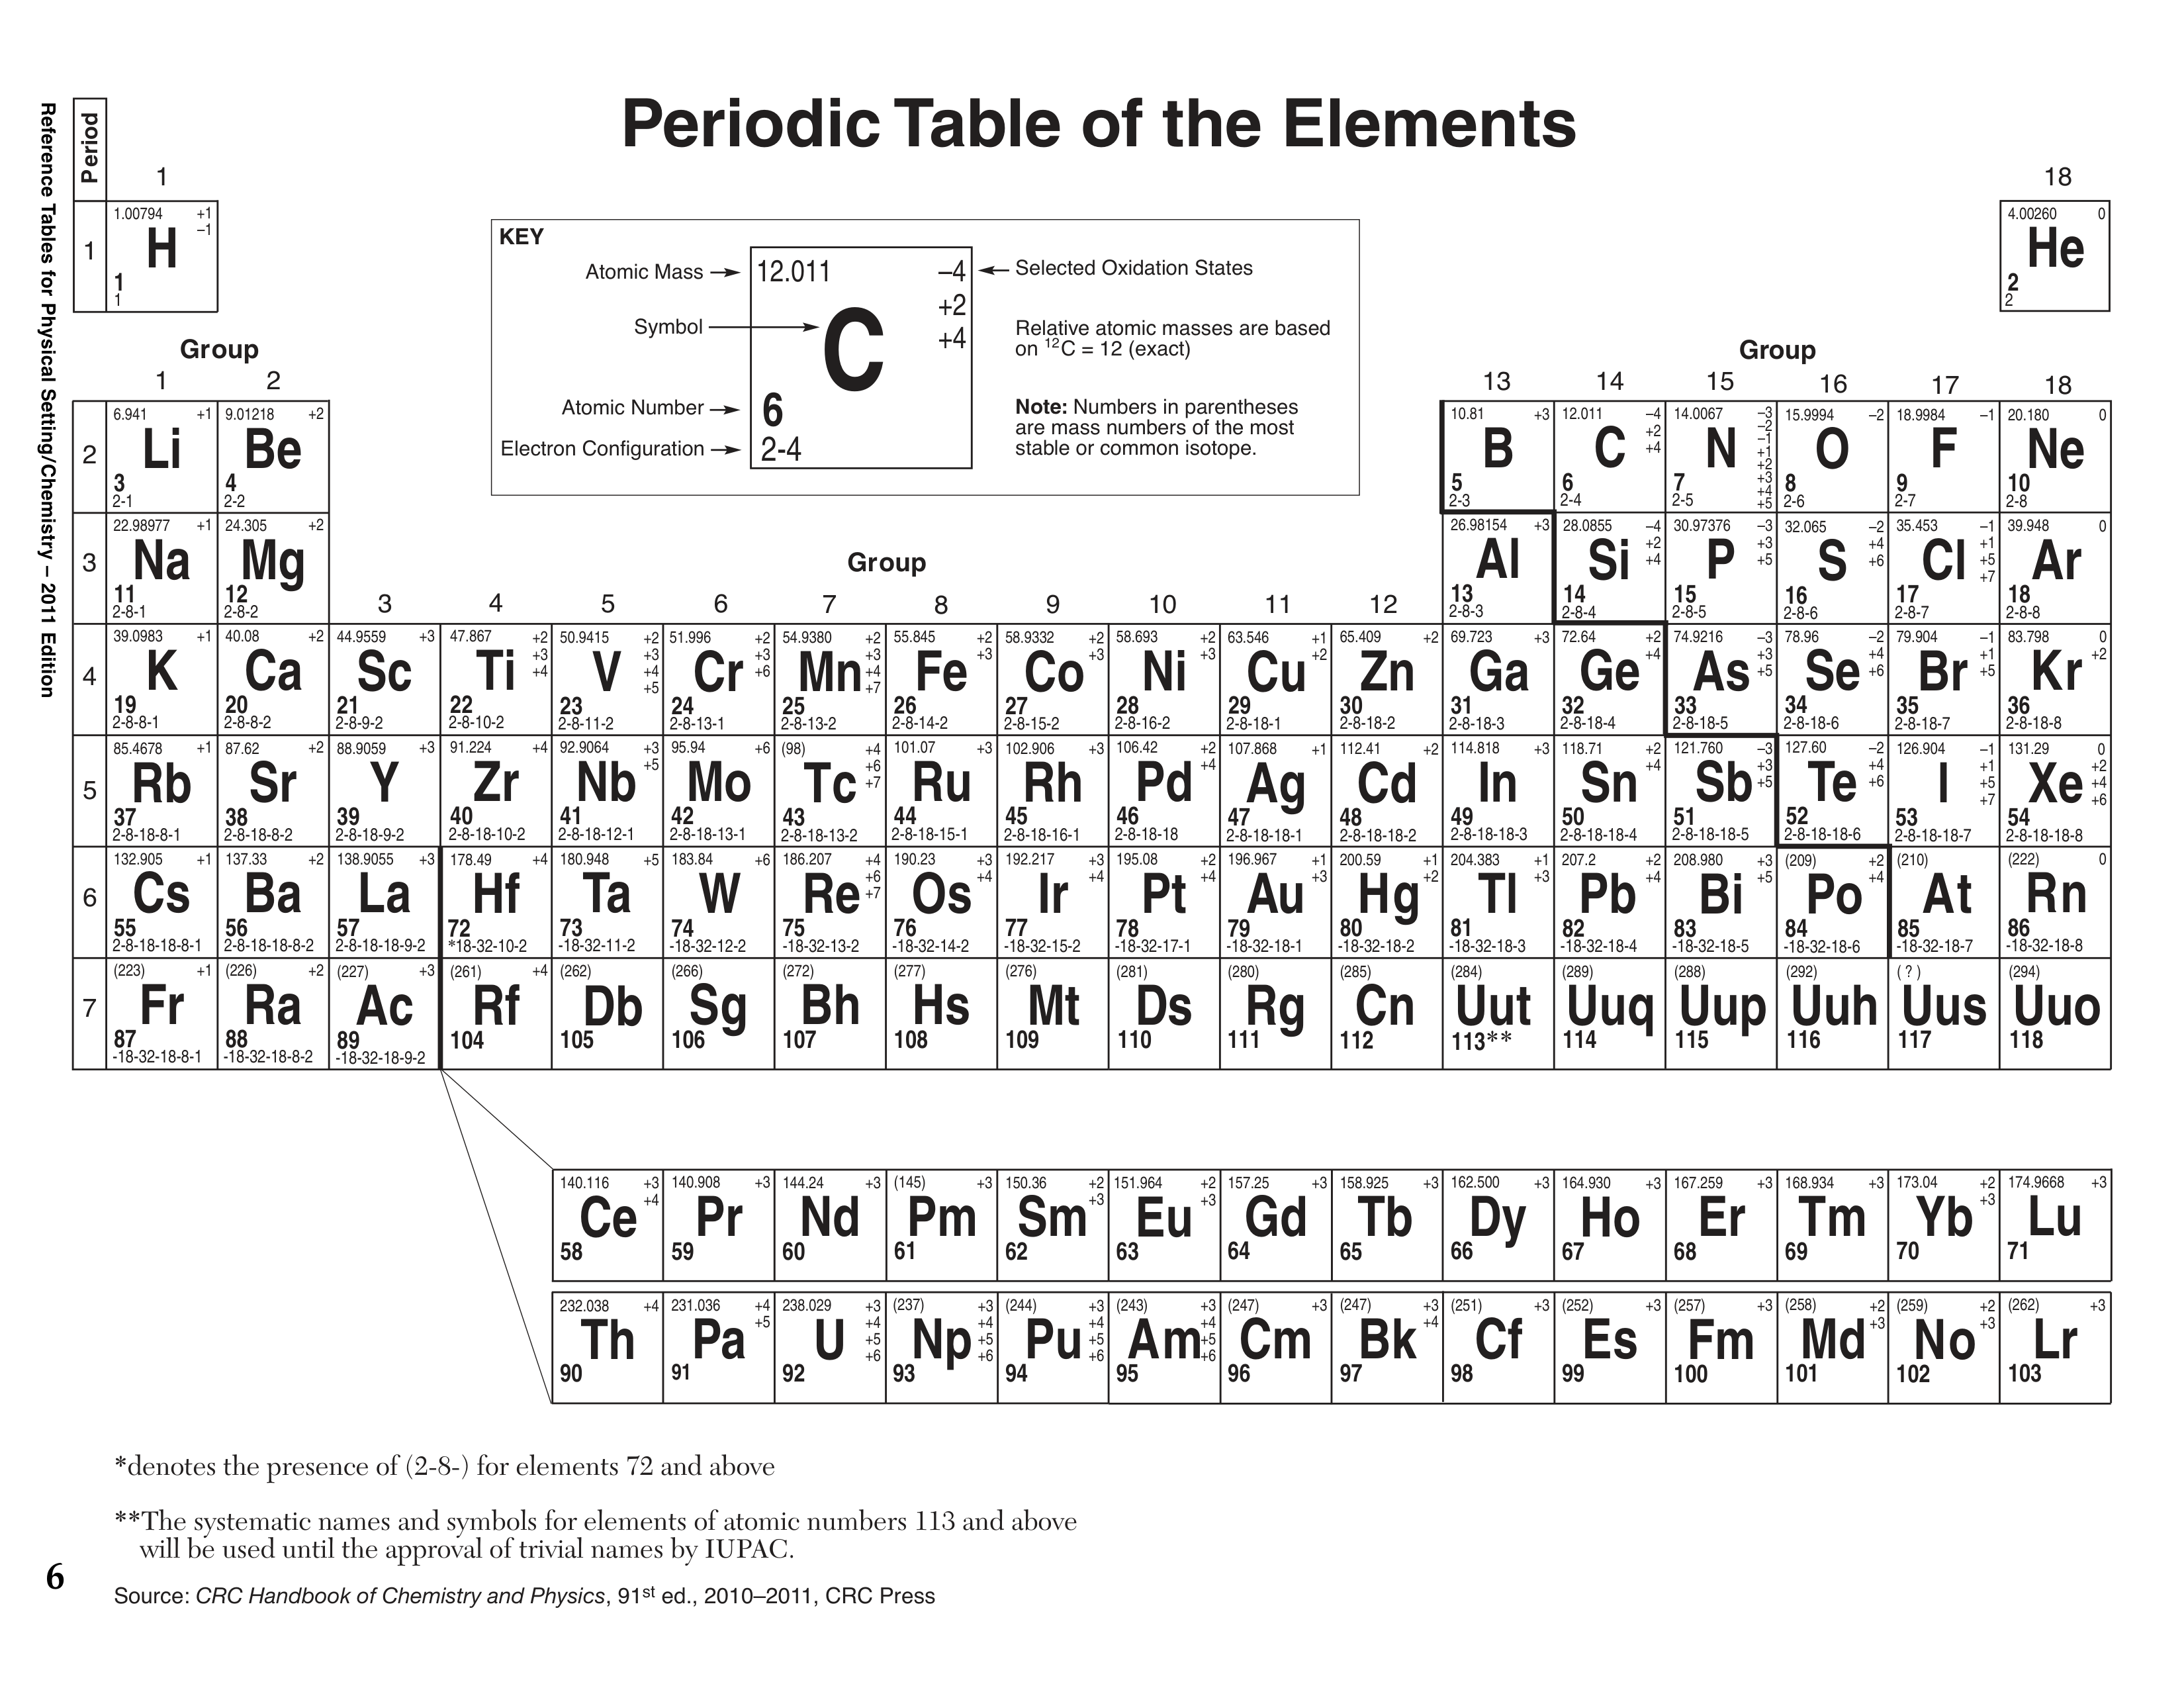 Reference Tables for Physical Setting/Chemistry – 2011 Edition
Periodic Table of the Elements
Period
1 18
1
1.00794 +1
–1
H
1
1
4.00260 0
He
2
2
KEY
Atomic Mass
Symbol
Atomic Number
Electron Configuration
12.011 –4
+2
+4
C
6
2-4
Selected Oxidation States
Relative atomic masses are based
on ¹²C = 12 (exact)
Note: Numbers in parentheses
are mass numbers of the most
stable or common isotope.
Group
1 2
Group
13 14 15 16 17 18
2
6.941 +1 9.01218 +2 10.81 +3 12.011 –4 +2 +4 14.0067 –3 –2 –1 +1 +2 +3 +4 +5 15.9994 –2 18.9984 –1 20.180 0
Li Be B C N O F Ne
3 4 5 6 7 8 9 10
2-1 2-2 2-3 2-4 2-5 2-6 2-7 2-8
3
22.98977 +1 24.305 +2 26.98154 +3 28.0855 –4 +2 +4 30.97376 –3 +3 +5 32.065 –2 +4 +6 35.453 –1 +1 +5 +7 39.948 0
Na Mg Al Si P S Cl Ar
11 12 13 14 15 16 17 18
2-8-1 2-8-2 2-8-3 2-8-4 2-8-5 2-8-6 2-8-7 2-8-8
Group
3 4 5 6 7 8 9 10 11 12
4
39.0983 +1 40.08 +2 44.9559 +3 47.867 +2 +3 +4 50.9415 +2 +3 +4 +5 51.996 +2 +3 +6 54.9380 +2 +3 +4 +7 55.845 +2 +3 58.9332 +2 +3 58.693 +2 +3 63.546 +1 +2 65.409 +2 69.723 +3 72.64 +2 +4 74.9216 –3 +3 +5 78.96 –2 +4 +6 79.904 –1 +1 +5 83.798 0 +2
K Ca Sc Ti V Cr Mn Fe Co Ni Cu Zn Ga Ge As Se Br Kr
19 20 21 22 23 24 25 26 27 28 29 30 31 32 33 34 35 36
2-8-8-1 2-8-8-2 2-8-9-2 2-8-10-2 2-8-11-2 2-8-13-1 2-8-13-2 2-8-14-2 2-8-15-2 2-8-16-2 2-8-18-1 2-8-18-2 2-8-18-3 2-8-18-4 2-8-18-5 2-8-18-6 2-8-18-7 2-8-18-8
5
85.4678 +1 87.62 +2 88.9059 +3 91.224 +4 92.9064 +3 +5 95.94 +6 (98) +4 +6 +7 101.07 +3 102.906 +3 106.42 +2 +4 107.868 +1 112.41 +2 114.818 +3 118.71 +2 +4 121.760 –3 +3 +5 127.60 –2 +4 +6 126.904 –1 +1 +5 +7 131.29 0 +2 +4 +6
Rb Sr Y Zr Nb Mo Tc Ru Rh Pd Ag Cd In Sn Sb Te I Xe
37 38 39 40 41 42 43 44 45 46 47 48 49 50 51 52 53 54
2-8-18-8-1 2-8-18-8-2 2-8-18-9-2 2-8-18-10-2 2-8-18-12-1 2-8-18-13-1 2-8-18-13-2 2-8-18-15-1 2-8-18-16-1 2-8-18-18 2-8-18-18-1 2-8-18-18-2 2-8-18-18-3 2-8-18-18-4 2-8-18-18-5 2-8-18-18-6 2-8-18-18-7 2-8-18-18-8
6
132.905 +1 137.33 +2 138.9055 +3 178.49 +4 180.948 +5 183.84 +6 186.207 +4 +6 +7 190.23 +3 +4 192.217 +3 +4 195.08 +2 +4 196.967 +1 +3 200.59 +1 +2 204.383 +1 +3 207.2 +2 +4 208.980 +3 +5 (209) +2 +4 (210) (222) 0
Cs Ba La Hf Ta W Re Os Ir Pt Au Hg Tl Pb Bi Po At Rn
55 56 57 72 73 74 75 76 77 78 79 80 81 82 83 84 85 86
2-8-18-18-8-1 2-8-18-18-8-2 2-8-18-18-9-2 *18-32-10-2 -18-32-11-2 -18-32-12-2 -18-32-13-2 -18-32-14-2 -18-32-15-2 -18-32-17-1 -18-32-18-1 -18-32-18-2 -18-32-18-3 -18-32-18-4 -18-32-18-5 -18-32-18-6 -18-32-18-7 -18-32-18-8
7
(223) +1 (226) +2 (227) +3 (261) +4 (262) (266) (272) (277) (276) (281) (280) (285) (284) (289) (288) (292) (?) (294)
Fr Ra Ac Rf Db Sg Bh Hs Mt Ds Rg Cn Uut Uuq Uup Uuh Uus Uuo
87 88 89 104 105 106 107 108 109 110 111 112 113** 114 115 116 117 118
-18-32-18-8-1 -18-32-18-8-2 -18-32-18-9-2
140.116 +3 +4 140.908 +3 144.24 +3 (145) +3 150.36 +2 +3 151.964 +2 +3 157.25 +3 158.925 +3 162.500 +3 164.930 +3 167.259 +3 168.934 +3 173.04 +2 +3 174.9668 +3
Ce Pr Nd Pm Sm Eu Gd Tb Dy Ho Er Tm Yb Lu
58 59 60 61 62 63 64 65 66 67 68 69 70 71
232.038 +4 231.036 +4 +5 238.029 +3 +4 +5 +6 (237) +3 +4 +5 +6 (244) +3 +4 +5 +6 (243) +3 +4 +5 +6 (247) +3 (247) +3 +4 (251) +3 (252) +3 (257) +3 (258) +2 +3 (259) +2 +3 (262) +3
Th Pa U Np Pu Am Cm Bk Cf Es Fm Md No Lr
90 91 92 93 94 95 96 97 98 99 100 101 102 103
*denotes the presence of (2-8-) for elements 72 and above
**The systematic names and symbols for elements of atomic numbers 113 and above
will be used until the approval of trivial names by IUPAC.
6
Source: CRC Handbook of Chemistry and Physics, 91st ed., 2010–2011, CRC Press